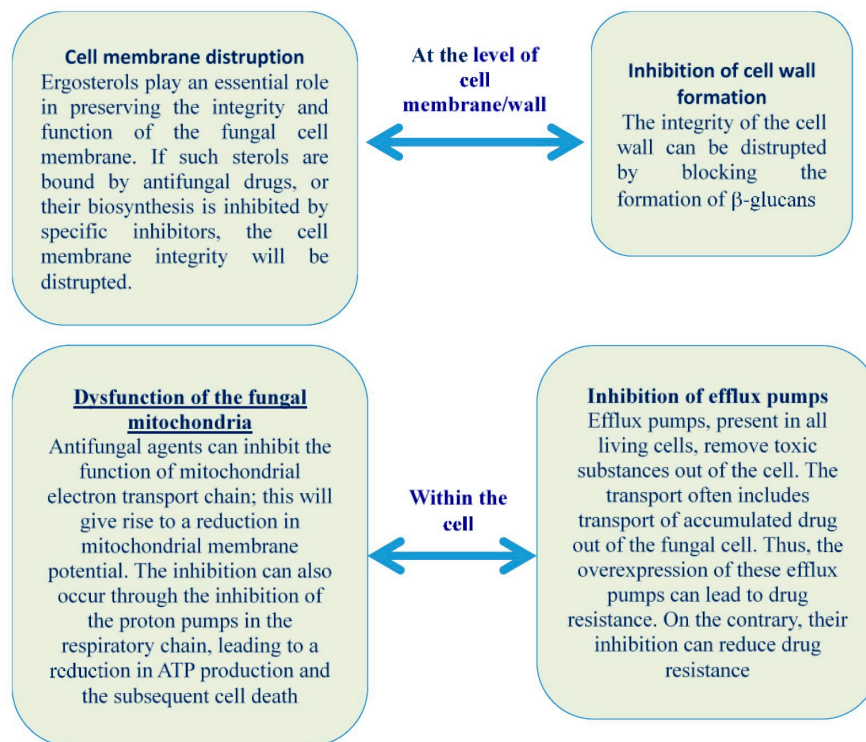 Cell membrane distruption
Ergosterols play an essential role
in preserving the integrity and
function of the fungal cell
membrane. If such sterols are
bound by antifungal drugs, or
their biosynthesis is inhibited by
specific inhibitors, the cell
membrane integrity will be
distrupted.
At the level of
cell
membrane/wall
Inhibition of cell wall
formation
The integrity of the cell
wall can be distrupted
by blocking the
formation of β-glucans
Dysfunction of the fungal
mitochondria
Antifungal agents can inhibit the
function of mitochondrial
electron transport chain; this will
give rise to a reduction in
mitochondrial membrane
potential. The inhibition can also
occur through the inhibition of
the proton pumps in the
respiratory chain, leading to a
reduction in ATP production and
the subsequent cell death
Within the
cell
Inhibition of efflux pumps
Efflux pumps, present in all
living cells, remove toxic
substances out of the cell. The
transport often includes
transport of accumulated drug
out of the fungal cell. Thus, the
overexpression of these efflux
pumps can lead to drug
resistance. On the contrary, their
inhibition can reduce drug
resistance